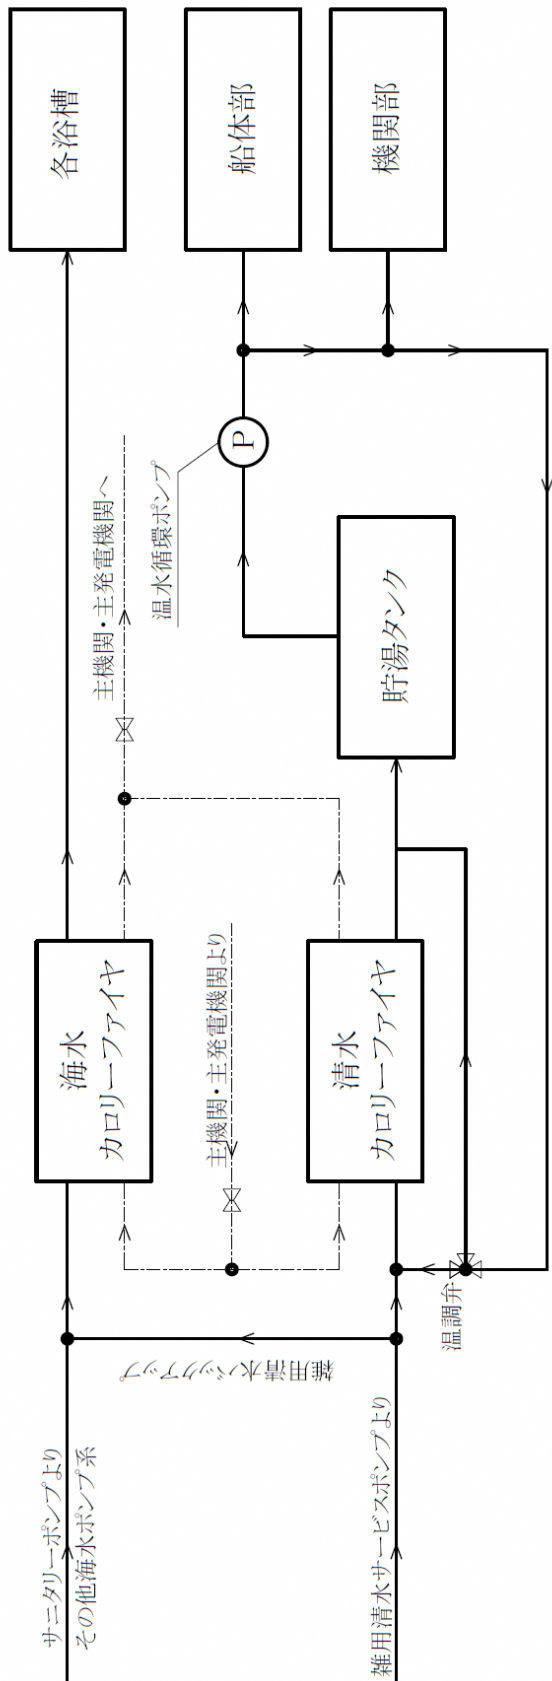 サニタリーポンプより
その他海水ポンプ系
雑用清水サービスポンプより
雑用清水バックアップ
温調弁
海水
カロリーファイヤ
清水
カロリーファイヤ
主機関・主発電機関より
主機関・主発電機関へ
貯湯タンク
温水循環ポンプ
P
各浴槽
船体部
機関部